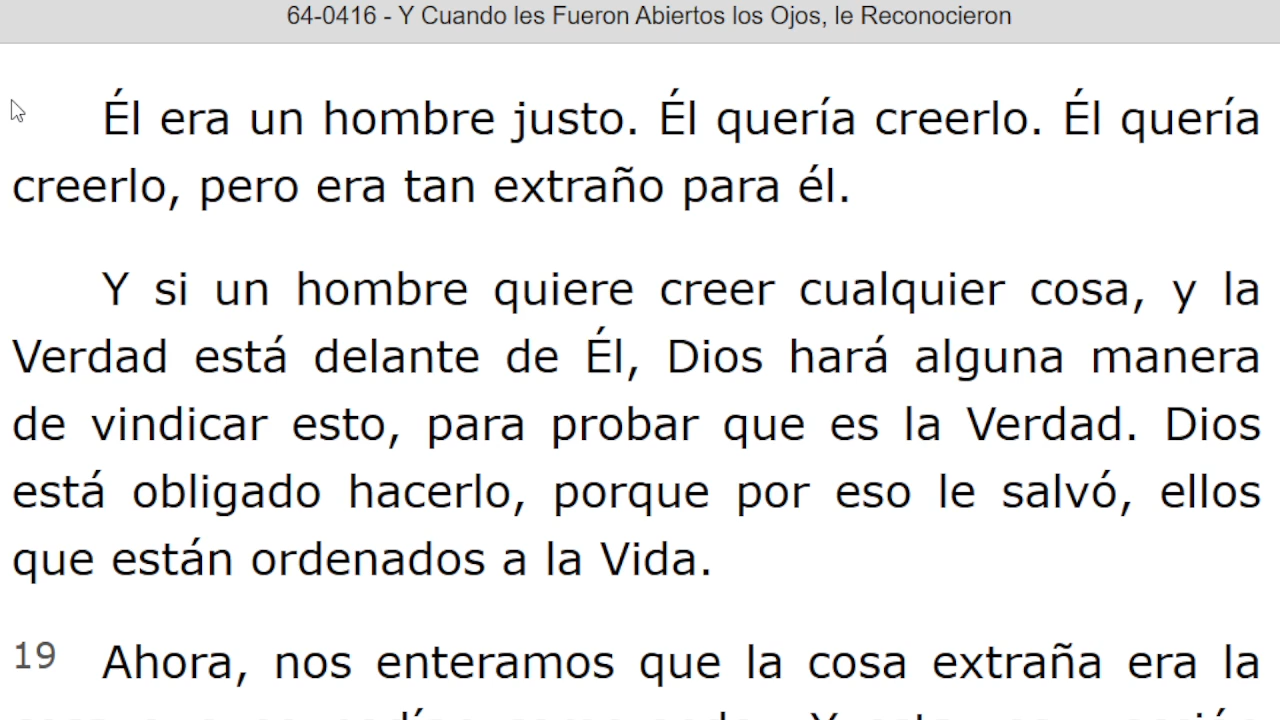 64-0416 - Y Cuando les Fueron Abiertos los Ojos, le Reconocieron
Él era un hombre justo. Él quería creerlo. Él quería
creerlo, pero era tan extraño para él.
Y si un hombre quiere creer cualquier cosa, y la
Verdad está delante de Él, Dios hará alguna manera
de vindicar esto, para probar que es la Verdad. Dios
está obligado hacerlo, porque por eso le salvó, ellos
que están ordenados a la Vida.
19 Ahora, nos enteramos que la cosa extraña era la